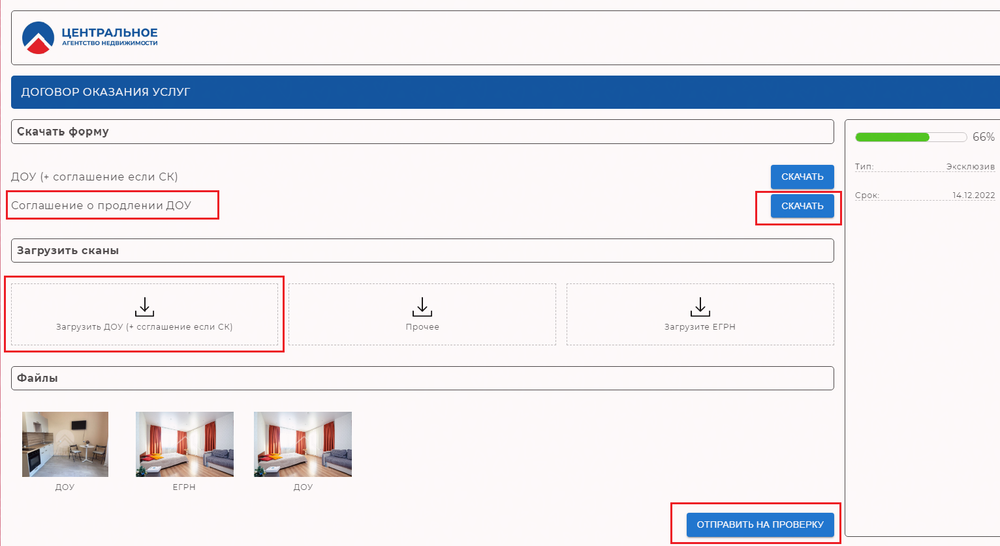 ЦЕНТРАЛЬНОЕ
АГЕНТСТВО НЕДВИЖИМОСТИ
ДОГОВОР ОКАЗАНИЯ УСЛУГ
Скачать форму
66%
ДОУ (+ соглашение если СК)
СКАЧАТЬ
Тип: Эксклюзив
Соглашение о продлении ДОУ
СКАЧАТЬ
Срок: 14.12.2022
Загрузить сканы
Загрузить ДОУ (+ ссглашение если СК)
Прочее
Загрузите ЕГРН
Файлы
ДОУ
ЕГРН
ДОУ
ОТПРАВИТЬ НА ПРОВЕРКУ